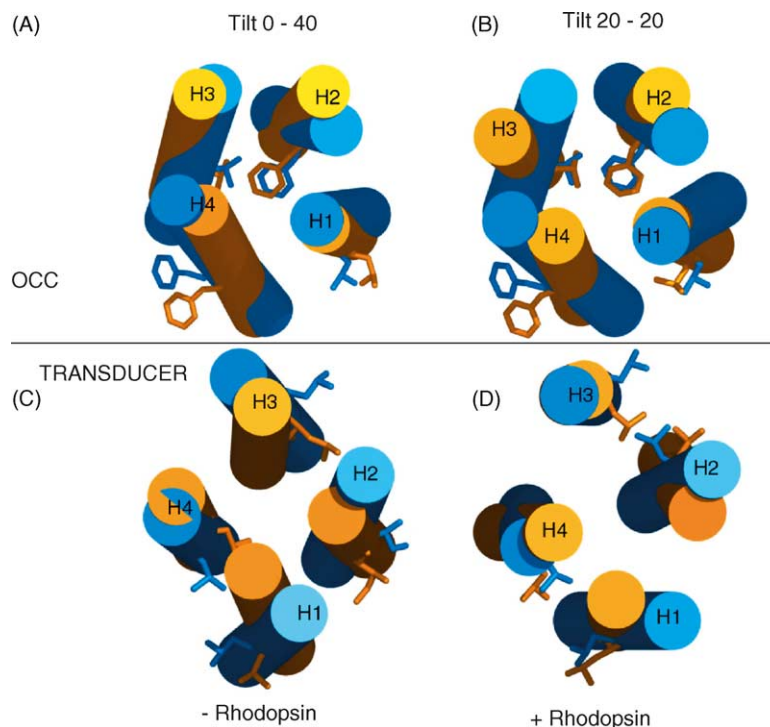 (A) Tilt 0 - 40
(B) Tilt 20 - 20
H3
H2
H4
H1
H2
H3
H4
H1
OCC
TRANSDUCER
(C)
(D)
H3
H2
H4
H1
H3
H2
H4
H1
- Rhodopsin
+ Rhodopsin